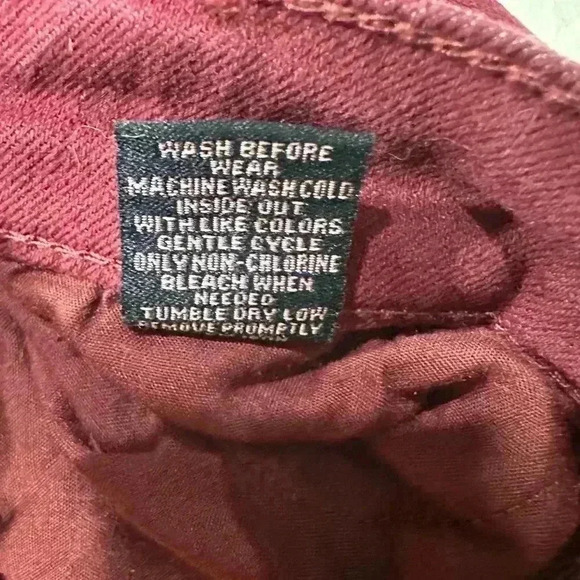 WASH BEFORE
WEAR
MACHINE WASH COLD
INSIDE OUT
WITH LIKE COLORS
GENTLE CYCLE
ONLY NON-CHLORINE
BLEACH WHEN
NEEDED
TUMBLE DRY LOW
REMOVE PROMPTLY